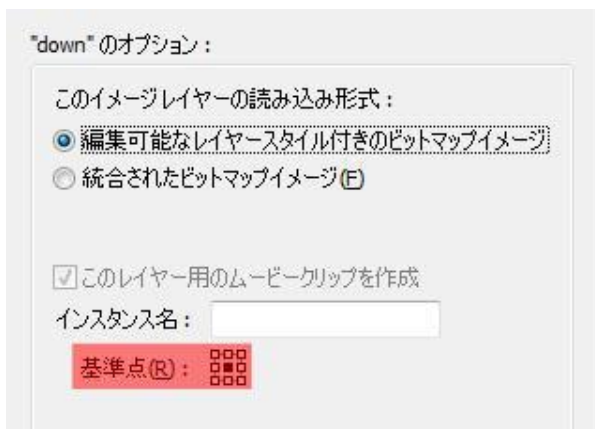 "down" のオプション：
このイメージレイヤーの読み込み形式：
編集可能なレイヤースタイル付きのビットマップイメージ
統合されたビットマップイメージ(F)
このレイヤー用のムービークリップを作成
インスタンス名：
基準点(R)：